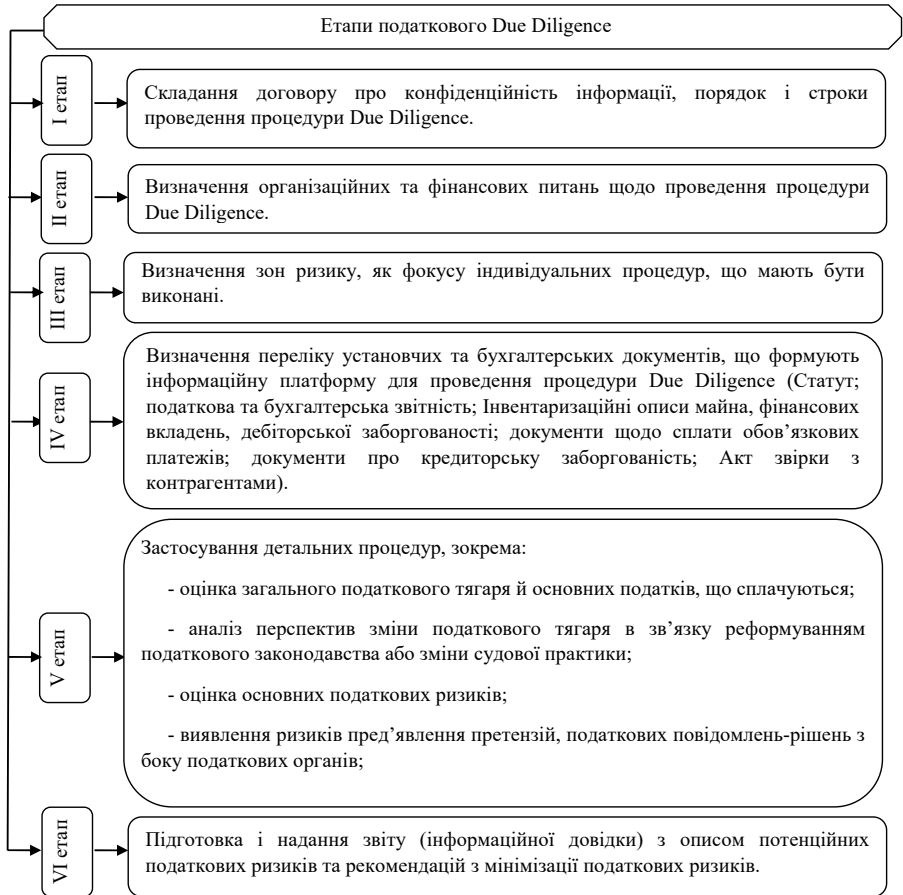 Етапи податкового Due Diligence
І етап
Складання договору про конфіденційність інформації, порядок і строки
проведення процедури Due Diligence.
ІІ етап
Визначення організаційних та фінансових питань щодо проведення процедури
Due Diligence.
ІІІ етап
Визначення зон ризику, як фокусу індивідуальних процедур, що мають бути
виконані.
IV етап
Визначення переліку установчих та бухгалтерських документів, що формують
інформаційну платформу для проведення процедури Due Diligence (Статут;
податкова та бухгалтерська звітність; Інвентаризаційні описи майна, фінансових
вкладень, дебіторської заборгованості; документи щодо сплати обов’язкових
платежів; документи про кредиторську заборгованість; Акт звірки з
контрагентами).
V етап
Застосування детальних процедур, зокрема:
- оцінка загального податкового тягаря й основних податків, що сплачуються;
- аналіз перспектив зміни податкового тягаря в зв’язку реформуванням
податкового законодавства або зміни судової практики;
- оцінка основних податкових ризиків;
- виявлення ризиків пред’явлення претензій, податкових повідомлень-рішень з
боку податкових органів;
VI етап
Підготовка і надання звіту (інформаційної довідки) з описом потенційних
податкових ризиків та рекомендацій з мінімізації податкових ризиків.